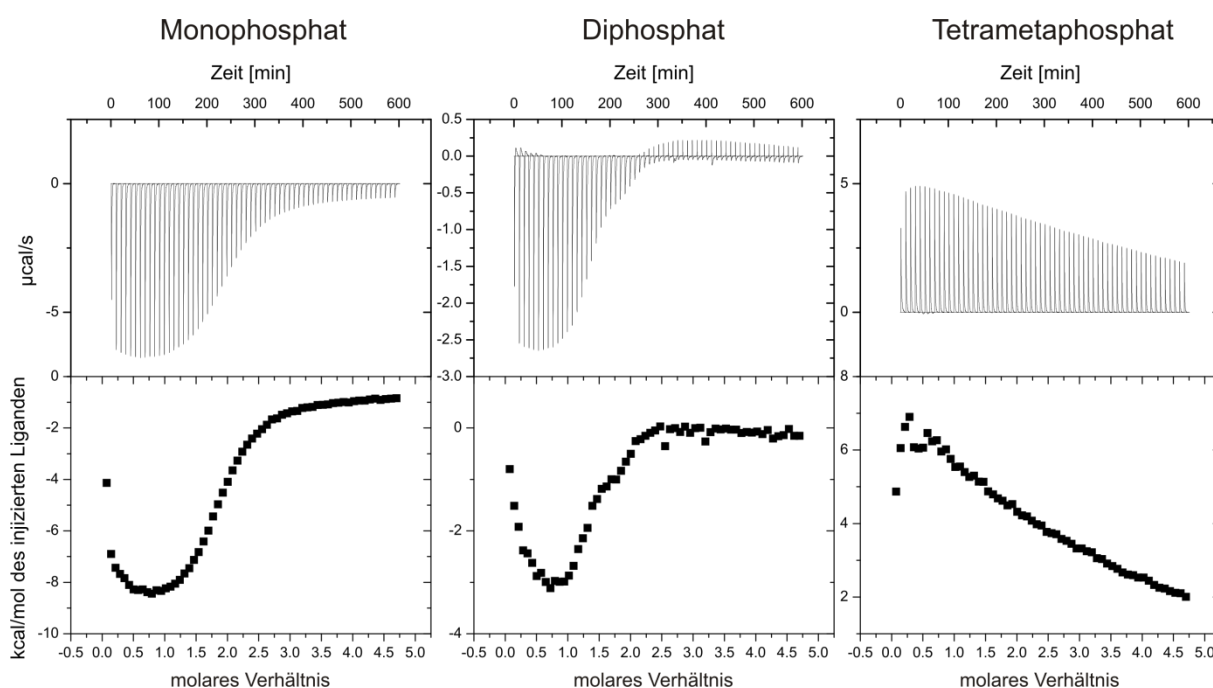 Monophosphat
Zeit [min]
0 100 200 300 400 500 600
µcal/s
0
-5
0
kcal/mol des injizierten Liganden
-2
-4
-6
-8
-10
-0.5 0.0 0.5 1.0 1.5 2.0 2.5 3.0 3.5 4.0 4.5 5.0
molares Verhältnis
Diphosphat
Zeit [min]
0 100 200 300 400 500 600
0.5
0.0
-0.5
-1.0
-1.5
-2.0
-2.5
-3.0
0
-2
-4
-0.5 0.0 0.5 1.0 1.5 2.0 2.5 3.0 3.5 4.0 4.5 5.0
molares Verhältnis
Tetrametaphosphat
Zeit [min]
0 100 200 300 400 500 600
5
0
8
6
4
2
-0.5 0.0 0.5 1.0 1.5 2.0 2.5 3.0 3.5 4.0 4.5 5.0
molares Verhältnis